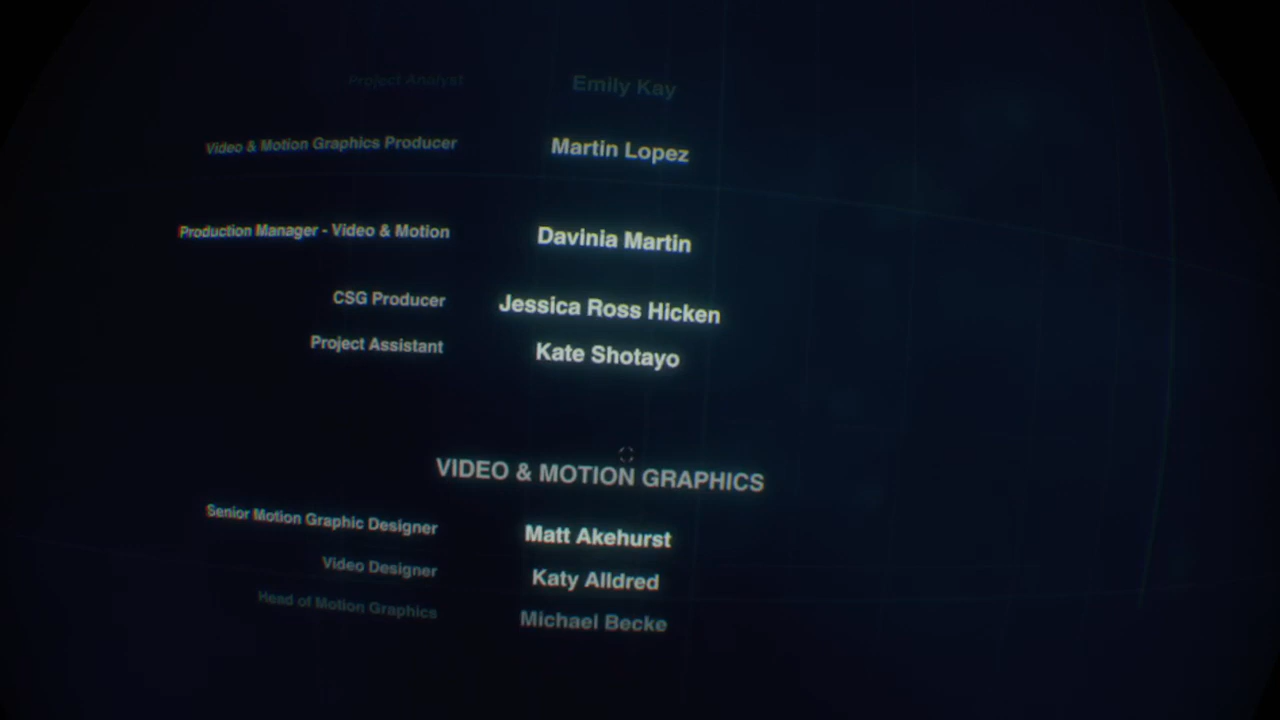 Project Analyst Emily Kay
Video & Motion Graphics Producer Martin Lopez
Production Manager - Video & Motion Davinia Martin
CSG Producer Jessica Ross Hicken
Project Assistant Kate Shotayo
VIDEO & MOTION GRAPHICS
Senior Motion Graphic Designer Matt Akehurst
Video Designer Katy Alldred
Head of Motion Graphics Michael Becke